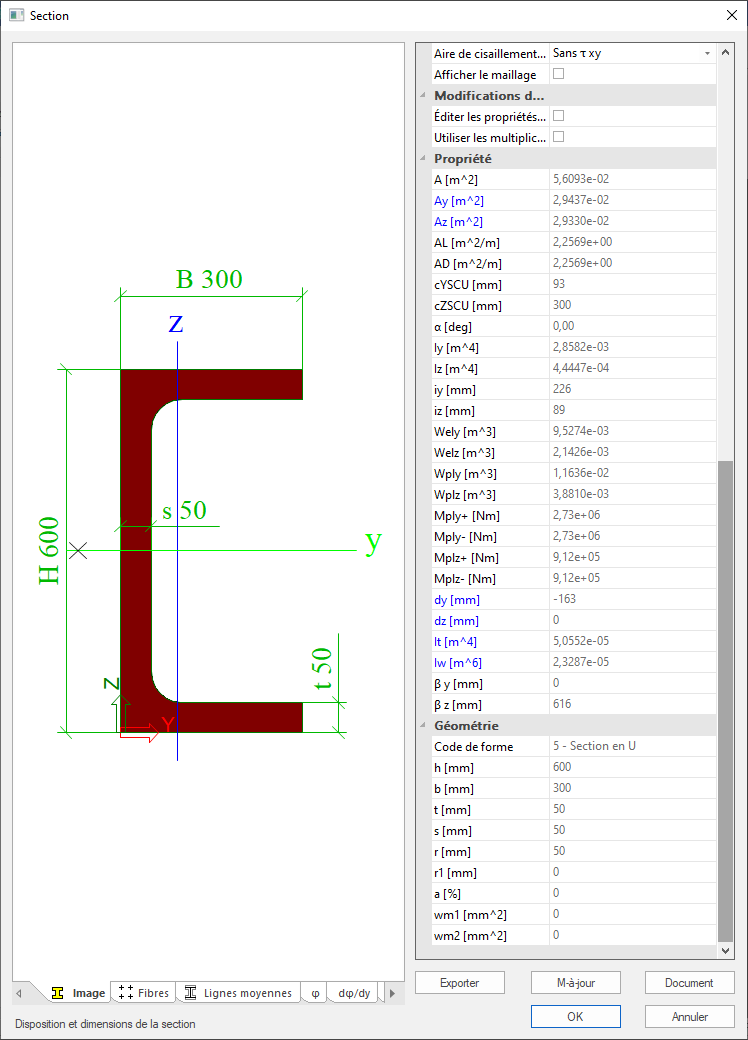 Section
B 300
Z
s 50
y
H 600
t 50
Z
Y
Image
Fibres
Lignes moyennes
φ
dφ/dy
Disposition et dimensions de la section
Aire de cisaillement... Sans τ xy
Afficher le maillage
Modifications d...
Éditer les propriétés...
Utiliser les multiplic...
Propriété
A [m^2] 5,6093e-02
Ay [m^2] 2,9437e-02
Az [m^2] 2,9330e-02
AL [m^2/m] 2,2569e+00
AD [m^2/m] 2,2569e+00
cYSCU [mm] 93
cZSCU [mm] 300
α [deg] 0,00
Iy [m^4] 2,8582e-03
Iz [m^4] 4,4447e-04
iy [mm] 226
iz [mm] 89
Wely [m^3] 9,5274e-03
Welz [m^3] 2,1426e-03
Wply [m^3] 1,1636e-02
Wplz [m^3] 3,8810e-03
Mply+ [Nm] 2,73e+06
Mply- [Nm] 2,73e+06
Mplz+ [Nm] 9,12e+05
Mplz- [Nm] 9,12e+05
dy [mm] -163
dz [mm] 0
It [m^4] 5,0552e-05
Iw [m^6] 2,3287e-05
β y [mm] 0
β z [mm] 616
Géométrie
Code de forme 5 - Section en U
h [mm] 600
b [mm] 300
t [mm] 50
s [mm] 50
r [mm] 50
r1 [mm] 0
a [%] 0
wm1 [mm^2] 0
wm2 [mm^2] 0
Exporter
M-à-jour
Document
OK
Annuler